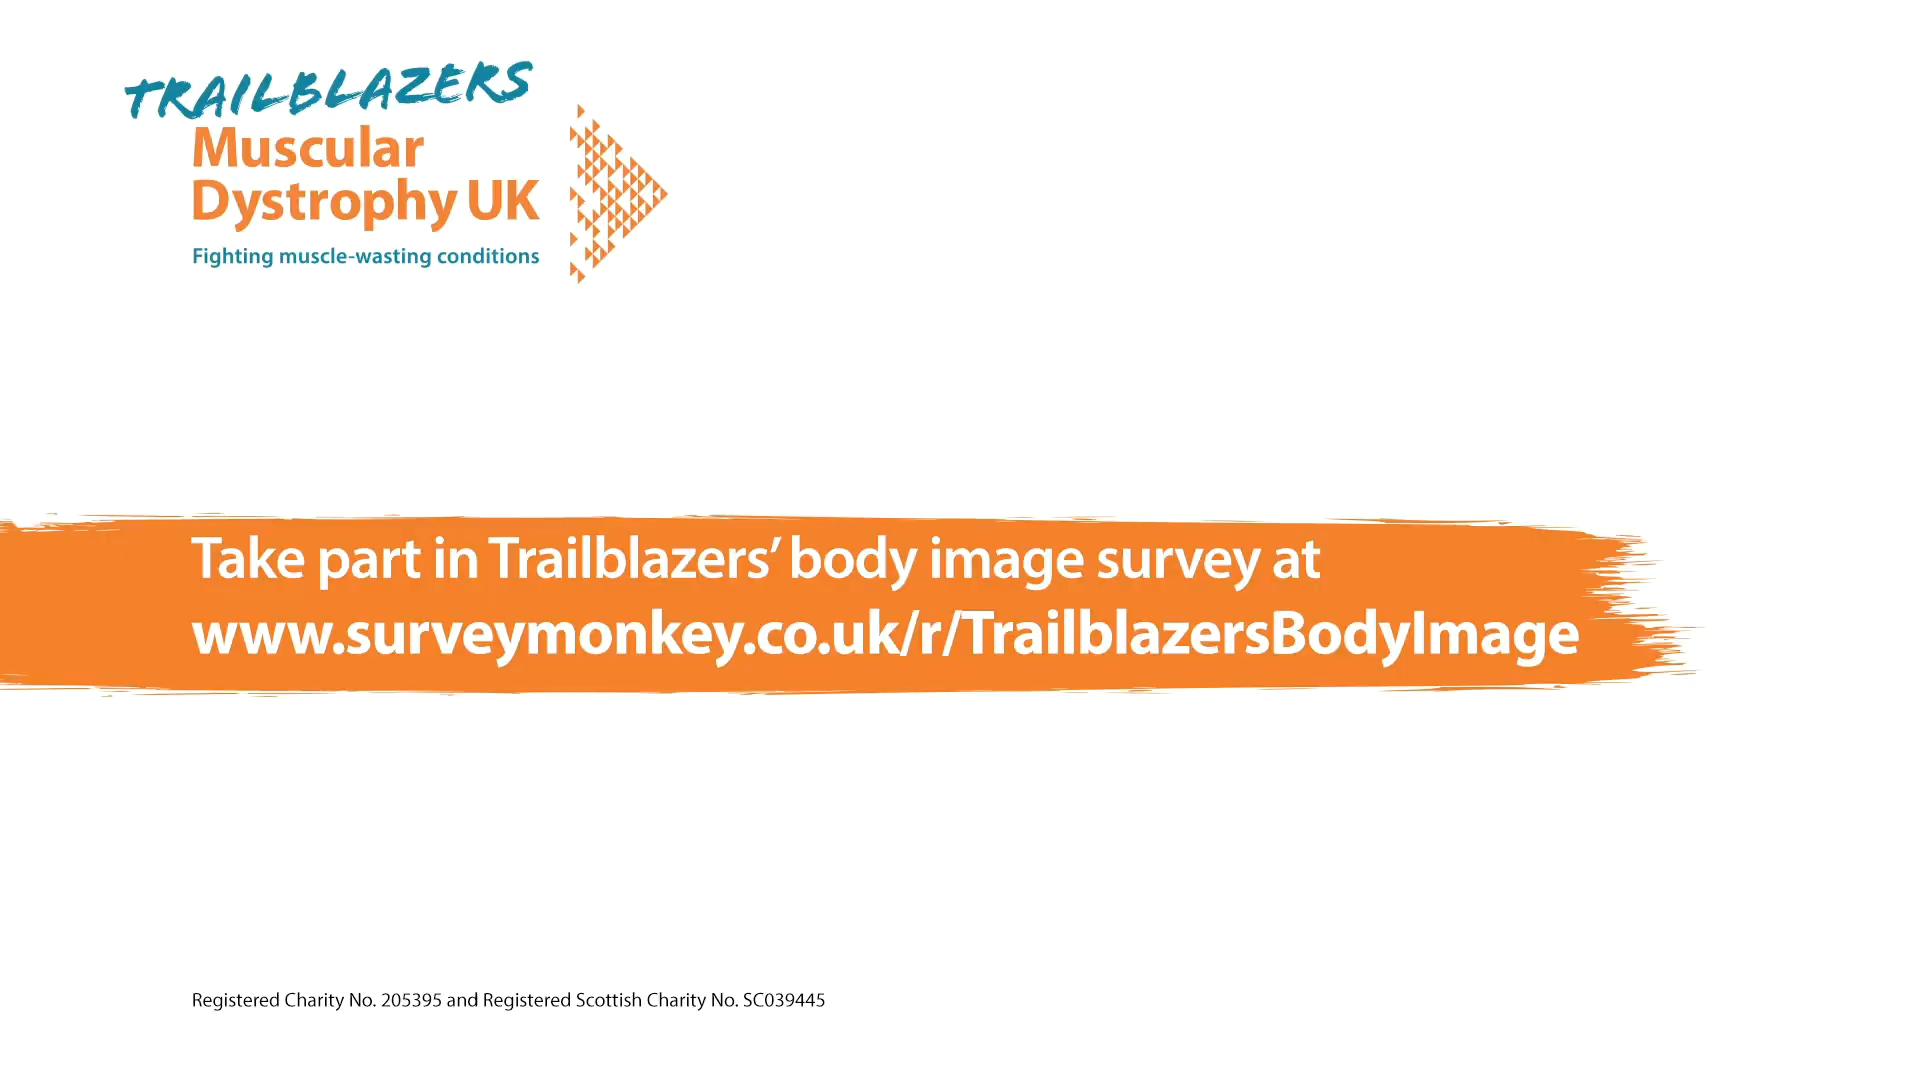 TRAILBLAZERS
Muscular
Dystrophy UK
Fighting muscle-wasting conditions
Take part in Trailblazers’ body image survey at
www.surveymonkey.co.uk/r/TrailblazersBodyImage
Registered Charity No. 205395 and Registered Scottish Charity No. SC039445